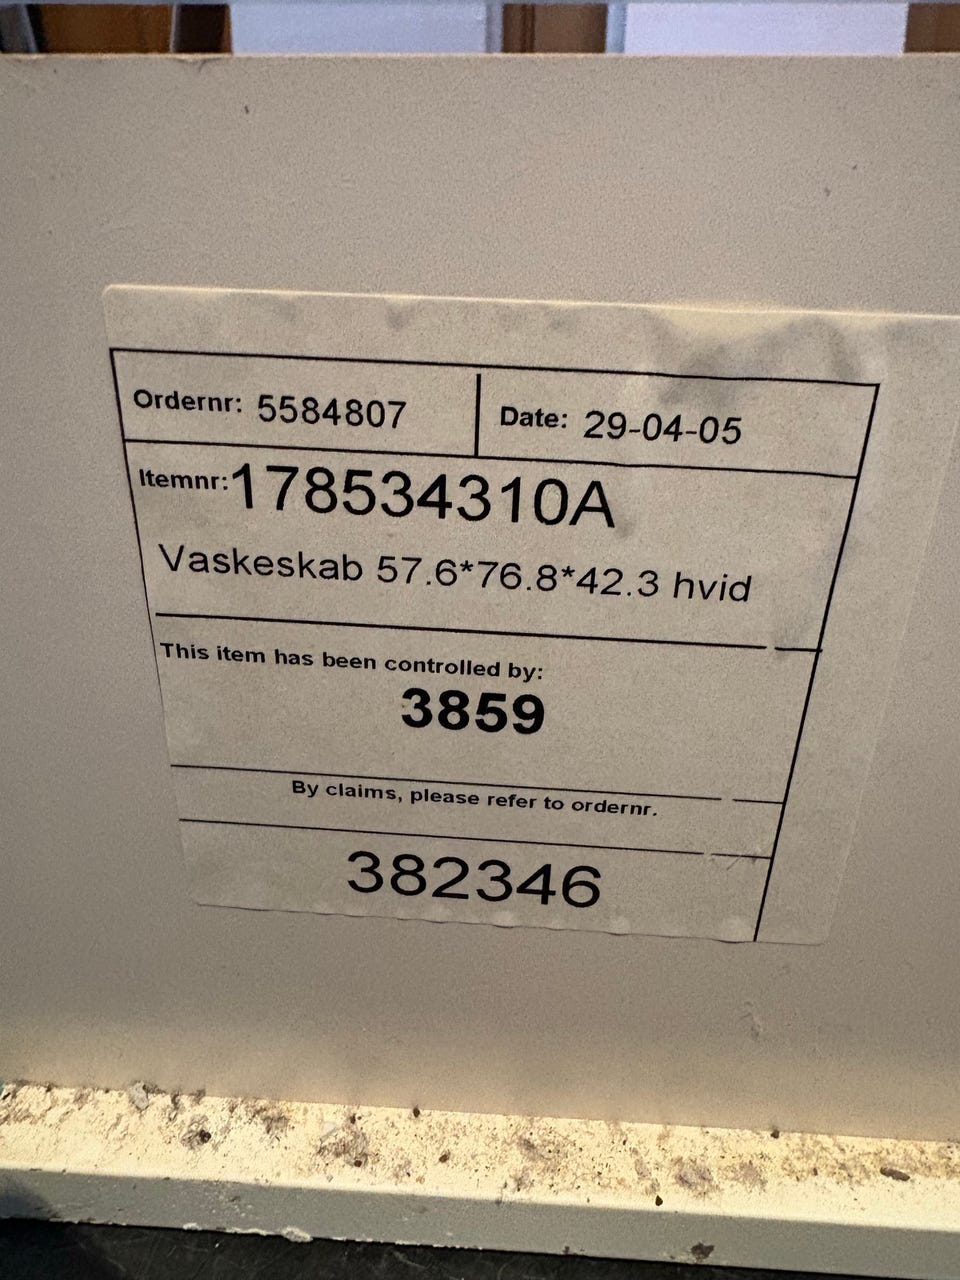 Ordernr: 5584807 Date: 29-04-05
Itemnr:178534310A
Vaskeskab 57.6*76.8*42.3 hvid
This item has been controlled by:
3859
By claims, please refer to ordernr.
382346